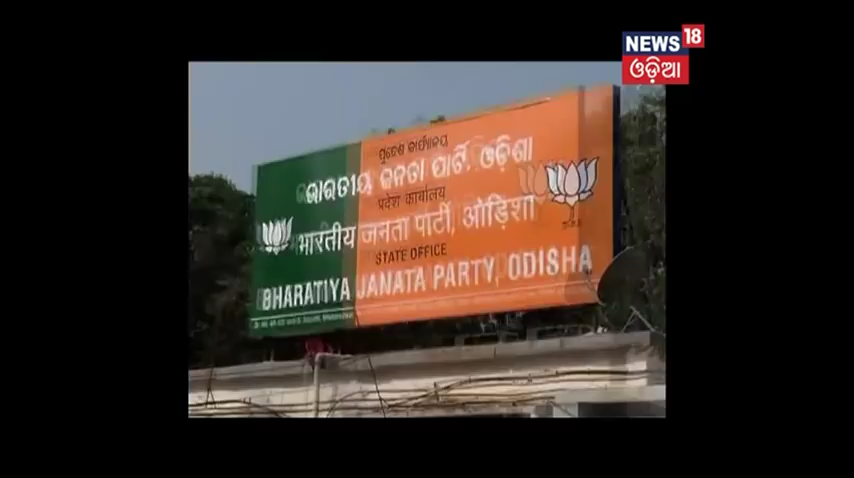 NEWS 18
ଓଡ଼ିଆ
ପ୍ରଦେଶ କାର୍ଯ୍ୟାଳୟ
ଭାରତୀୟ ଜନତା ପାର୍ଟି, ଓଡ଼ିଶା
प्रदेश कार्यालय
भारतीय जनता पार्टी, ओड़िशा
STATE OFFICE
BHARATIYA JANATA PARTY, ODISHA